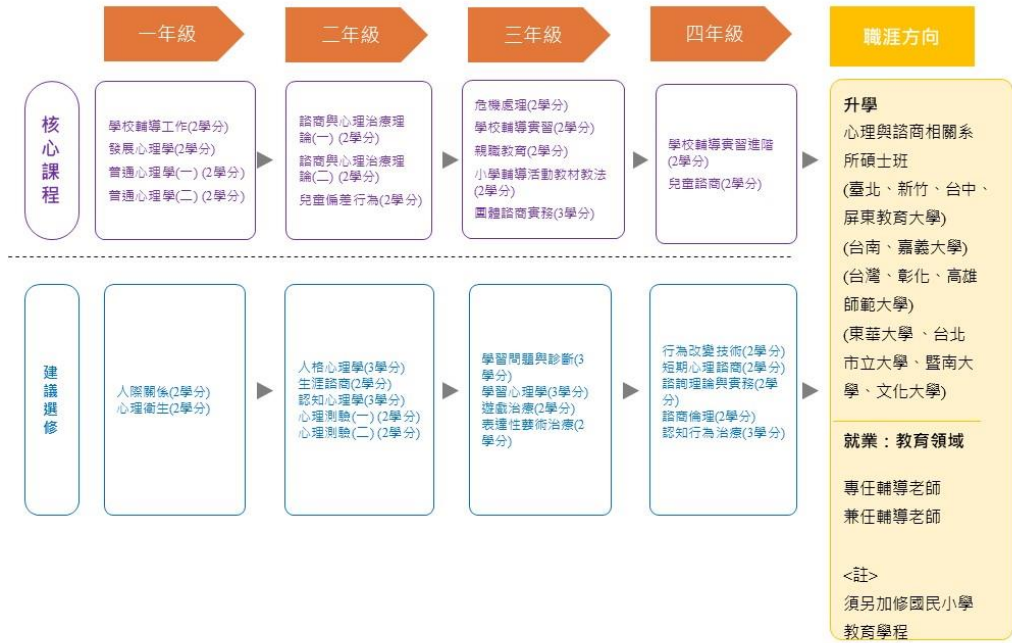 一年級
二年級
三年級
四年級
職涯方向
核心課程
學校輔導工作(2學分)
發展心理學(2學分)
普通心理學(一) (2學分)
普通心理學(二) (2學分)
諮商與心理治療理
論(一) (2學分)
諮商與心理治療理
論(二) (2學分)
兒童偏差行為(2學分)
危機處理(2學分)
學校輔導實習(2學分)
親職教育(2學分)
小學輔導活動教材教法
(2學分)
團體諮商實務(3學分)
學校輔導實習進階
(2學分)
兒童諮商(2學分)
建議選修
人際關係(2學分)
心理衛生(2學分)
人格心理學(3學分)
生涯諮商(2學分)
認知心理學(3學分)
心理測驗(一) (2學分)
心理測驗(二) (2學分)
學習問題與診斷(3
學分)
學習心理學(3學分)
遊戲治療(2學分)
表達性藝術治療(2
學分)
行為改變技術(2學分)
短期心理諮商(2學分)
諮詢理論與實務(2學
分)
諮商倫理(2學分)
認知行為治療(3學分)
升學
心理與諮商相關系
所碩士班
(臺北、新竹、台中、
屏東教育大學)
(台南、嘉義大學)
(台灣、彰化、高雄
師範大學)
(東華大學、台北
市立大學、暨南大
學、文化大學)
就業：教育領域
專任輔導老師
兼任輔導老師
<註>
須另加修國民小學
教育學程